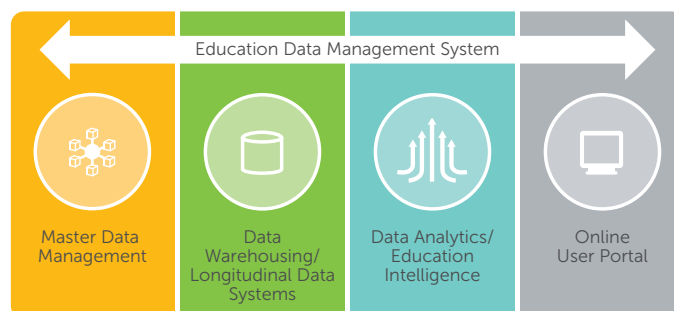 Education Data Management System
Master Data
Management
Data
Warehousing/
Longitudinal Data
Systems
Data Analytics/
Education
Intelligence
Online
User Portal